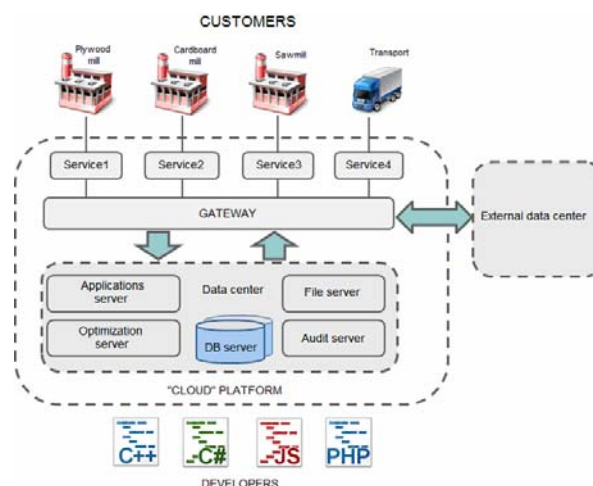 CUSTOMERS
Plywood
mill
Cardboard
mill
Sawmill
Transport
Service1
Service2
Service3
Service4
GATEWAY
External data center
Applications
server
Data center
File server
Optimization
server
DB server
Audit server
"CLOUD" PLATFORM
C++
C#
JS
PHP
DEVELOPERS